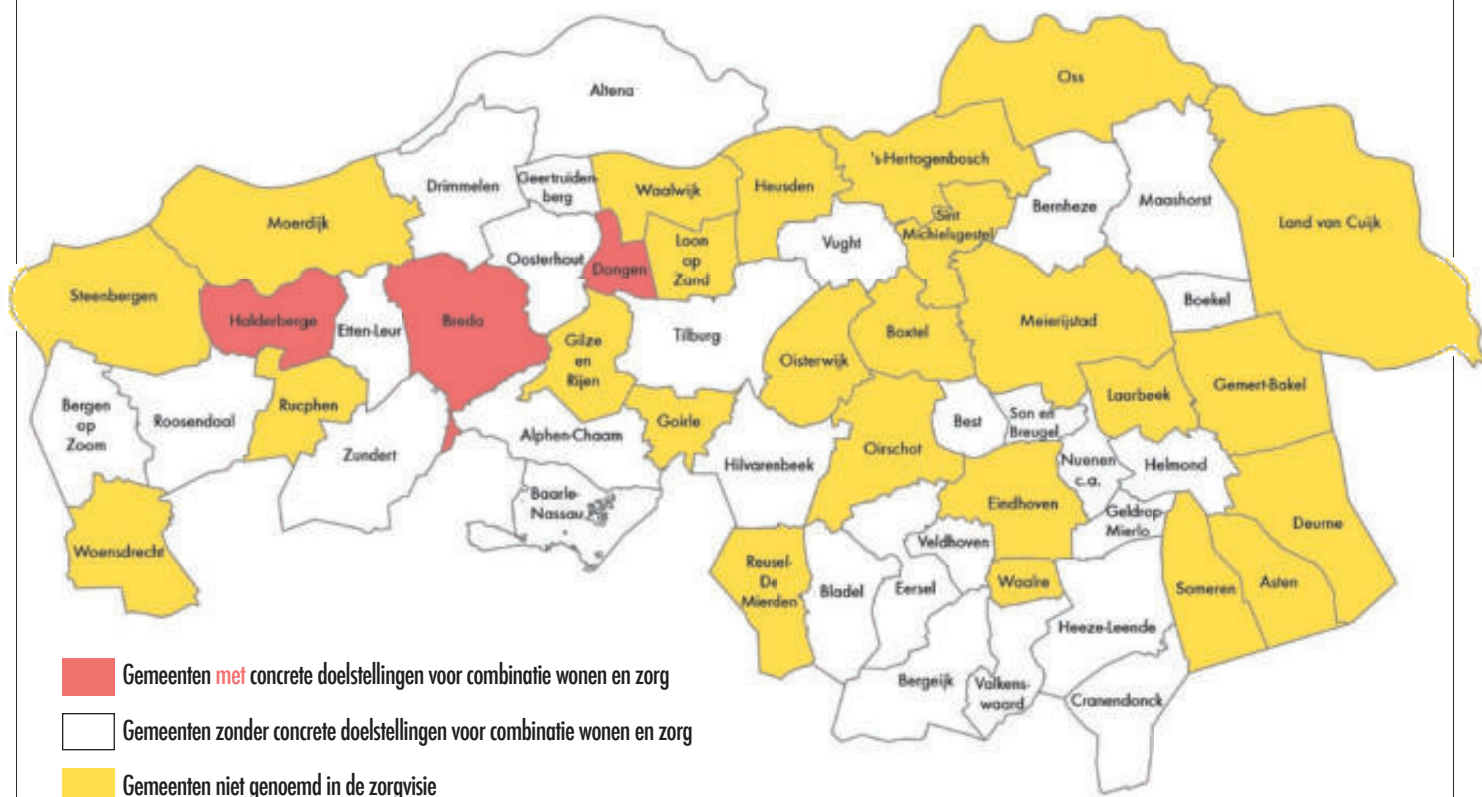 Altena
Oss
's-Hertogenbosch
Drimmelen
Geertruiden-
berg
Waalwijk
Heusden
Bernheze
Maashorst
Moerdijk
Sint
Michielsgestel
Land van Cuijk
Vught
Loon
op
Zand
Oosterhout
Dongen
Steenbergen
Halderberge
Etten-Leur
Breda
Boekel
Tilburg
Meierijstad
Boxtel
Gilze
en
Rijen
Oisterwijk
Gemert-Bakel
Laarbeek
Bergen
op
Zoom
Roosendaal
Rucphen
Goirle
Best
Son en
Breugel
Alphen-Chaam
Zundert
Hilvarenbeek
Oirschot
Nuenen
c.a.
Helmond
Baarle-
Nassau
Eindhoven
Geldrop-
Mierlo
Deurne
Woensdrecht
Veldhoven
Reusel-
De
Mierden
Bladel
Eersel
Waalre
Someren
Asten
Heeze-Leende
Bergeijk
Valkens-
waard
Cranendonck
Gemeenten met concrete doelstellingen voor combinatie wonen en zorg
Gemeenten zonder concrete doelstellingen voor combinatie wonen en zorg
Gemeenten niet genoemd in de zorgvisie